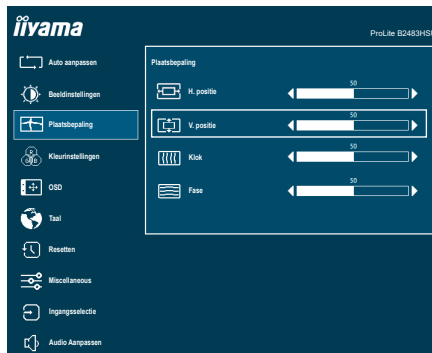 iiyama
ProLite B2483HSU
Auto aanpassen
Beeldinstellingen
Plaatsbepaling
Kleurinstellingen
OSD
Taal
Resetten
Miscellaneous
Ingangsselectie
Audio Aanpassen
Plaatsbepaling
H. positie
50
V. positie
50
Klok
50
Fase
50
R
G B